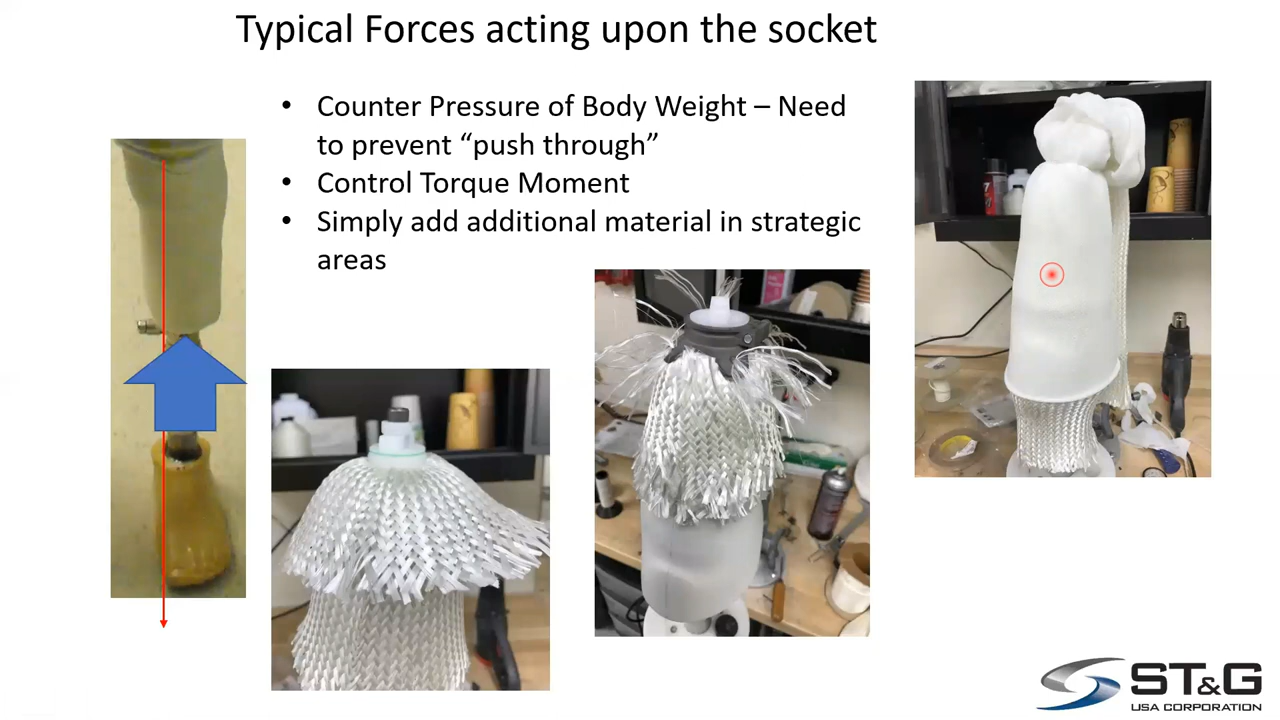 Typical Forces acting upon the socket
• Counter Pressure of Body Weight – Need
to prevent “push through”
• Control Torque Moment
• Simply add additional material in strategic
areas
ST&G
USA CORPORATION